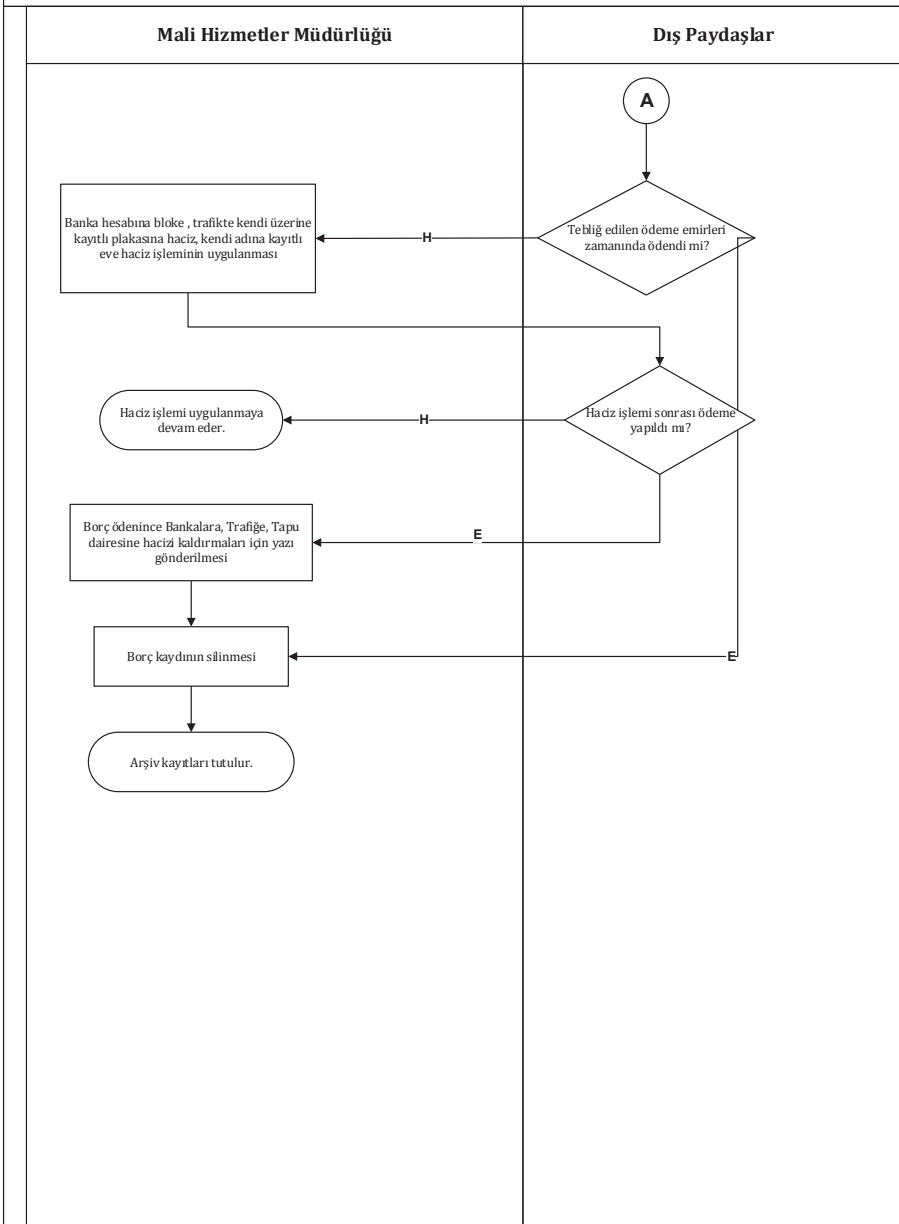 Mali Hizmetler Müdürlüğü
Dış Paydaşlar
A
Tebliğ edilen ödeme emirleri
zamanında ödendi mi?
H
Banka hesabına bloke , trafikte kendi üzerine
kayıtlı plakasına haciz, kendi adına kayıtlı
eve haciz işleminin uygulanması
Haciz işlemi sonrası ödeme
yapıldı mı?
H
Haciz işlemi uygulanmaya
devam eder.
E
Borç ödenince Bankalara, Trafiğe, Tapu
dairesine hacizi kaldırmaları için yazı
gönderilmesi
E
Borç kaydının silinmesi
Arşiv kayıtları tutulur.